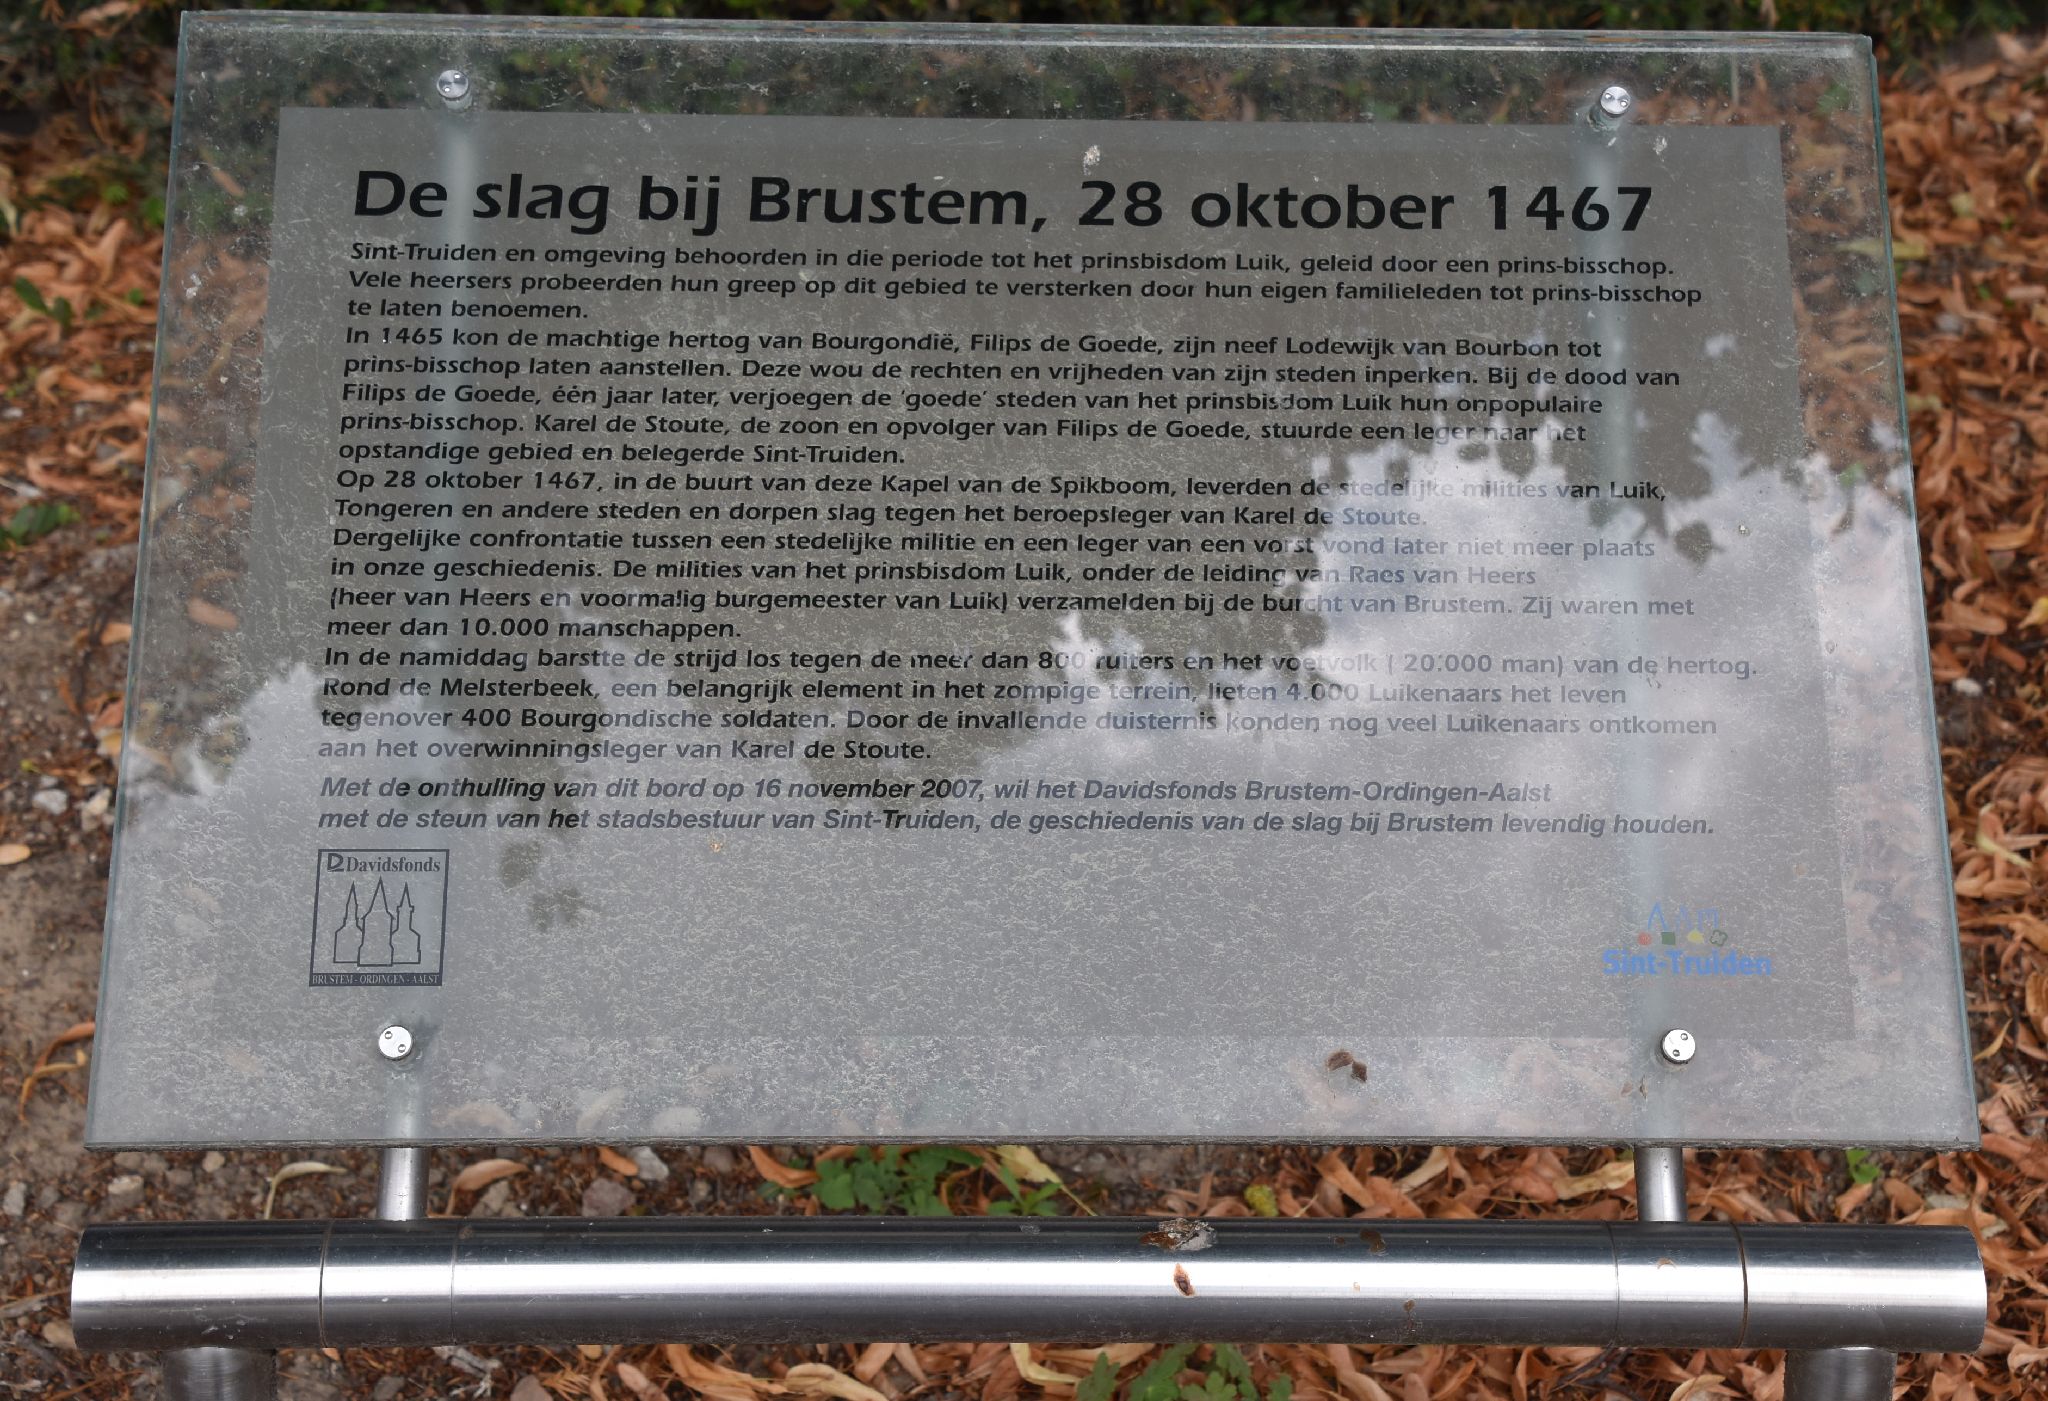 De slag bij Brustem, 28 oktober 1467
Sint-Truiden en omgeving behoorden in die periode tot het prinsbisdom Luik, geleid door een prins-bisschop.
Vele heersers probeerden hun greep op dit gebied te versterken door hun eigen familieleden tot prins-bisschop
te laten benoemen.
In 1465 kon de machtige hertog van Bourgondië, Filips de Goede, zijn neef Lodewijk van Bourbon tot
prins-bisschop laten aanstellen. Deze wou de rechten en vrijheden van zijn steden inperken. Bij de dood van
Filips de Goede, één jaar later, verjoegen de 'goede' steden van het prinsbisdom Luik hun onpopulaire
prins-bisschop. Karel de Stoute, de zoon en opvolger van Filips de Goede, stuurde een leger naar het
opstandige gebied en belegerde Sint-Truiden.
Op 28 oktober 1467, in de buurt van deze Kapel van de Spikboom, leverden de stedelijke milities van Luik,
Tongeren en andere steden en dorpen slag tegen het beroepsleger van Karel de Stoute.
Dergelijke confrontatie tussen een stedelijke militie en een leger van een vorst vond later niet meer plaats
in onze geschiedenis. De milities van het prinsbisdom Luik, onder de leiding van Raes van Heers
(heer van Heers en voormalig burgemeester van Luik) verzamelden bij de burcht van Brustem. Zij waren met
meer dan 10.000 manschappen.
In de namiddag barstte de strijd los tegen de meer dan 800 ruiters en het voetvolk ( 20.000 man) van de hertog.
Rond de Melsterbeek, een belangrijk element in het zompige terrein, lieten 4.000 Luikenaars het leven
tegenover 400 Bourgondische soldaten. Door de invallende duisternis konden nog veel Luikenaars ontkomen
aan het overwinningsleger van Karel de Stoute.
Met de onthulling van dit bord op 16 november 2007, wil het Davidsfonds Brustem-Ordingen-Aalst
met de steun van het stadsbestuur van Sint-Truiden, de geschiedenis van de slag bij Brustem levendig houden.
Davidsfonds
BRUSTEM - ORDINGEN - AALST
Sint-Truiden